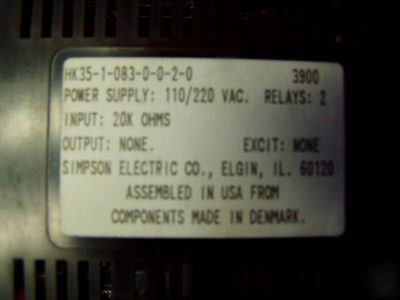 HK35-1-083-0-0-2-0 3900
POWER SUPPLY: 110/220 VAC. RELAYS: 2
INPUT: 20K OHMS
OUTPUT: NONE. EXCIT: NONE
SIMPSON ELECTRIC CO., ELGIN, IL. 60120
ASSEMBLED IN USA FROM
COMPONENTS MADE IN DENMARK.